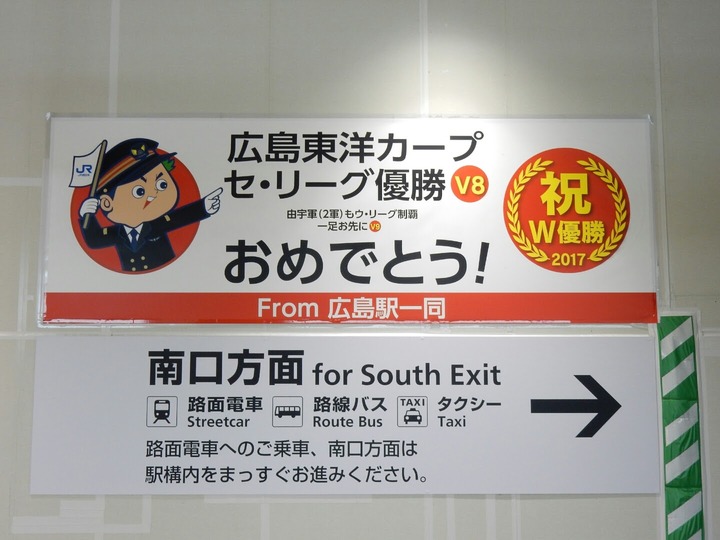 JR
広島東洋カープ
セ・リーグ優勝 V8
由宇軍(2軍)もウ・リーグ制覇
一足お先に V9
おめでとう!
祝
W優勝
2017
From 広島駅一同
南口方面 for South Exit
路面電車 路線バス TAXI タクシー
Streetcar Route Bus Taxi
路面電車へのご乗車、南口方面は
駅構内をまっすぐお進みください。